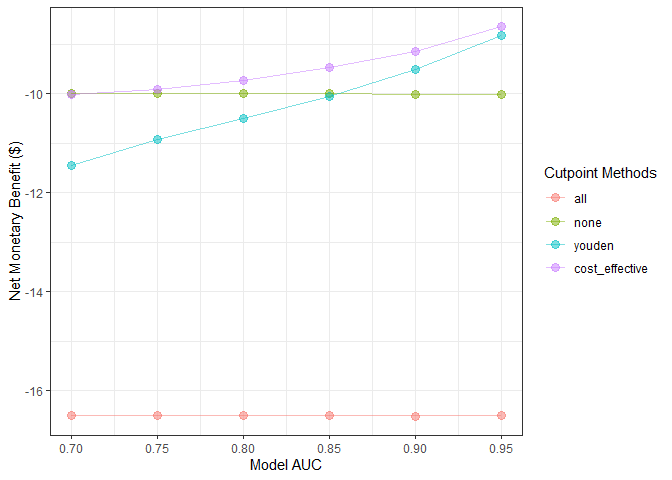 Net Monetary Benefit ($)
-10
-12
-14
-16
0.70 0.75 0.80 0.85 0.90 0.95
Model AUC
Cutpoint Methods
all
none
youden
cost_effective